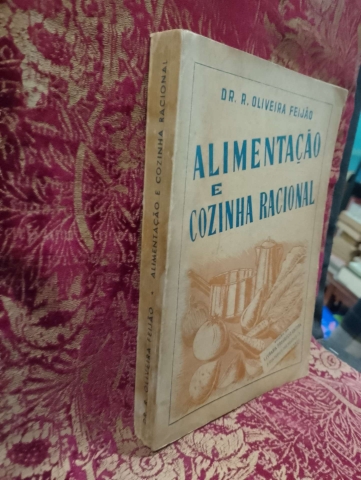 DR. R. OLIVEIRA FEIJÃO
ALIMENTAÇÃO
E
COZINHA RACIONAL
OLIVEIRA FEIJÃO • ALIMENTAÇÃO E COZINHA RACIONAL